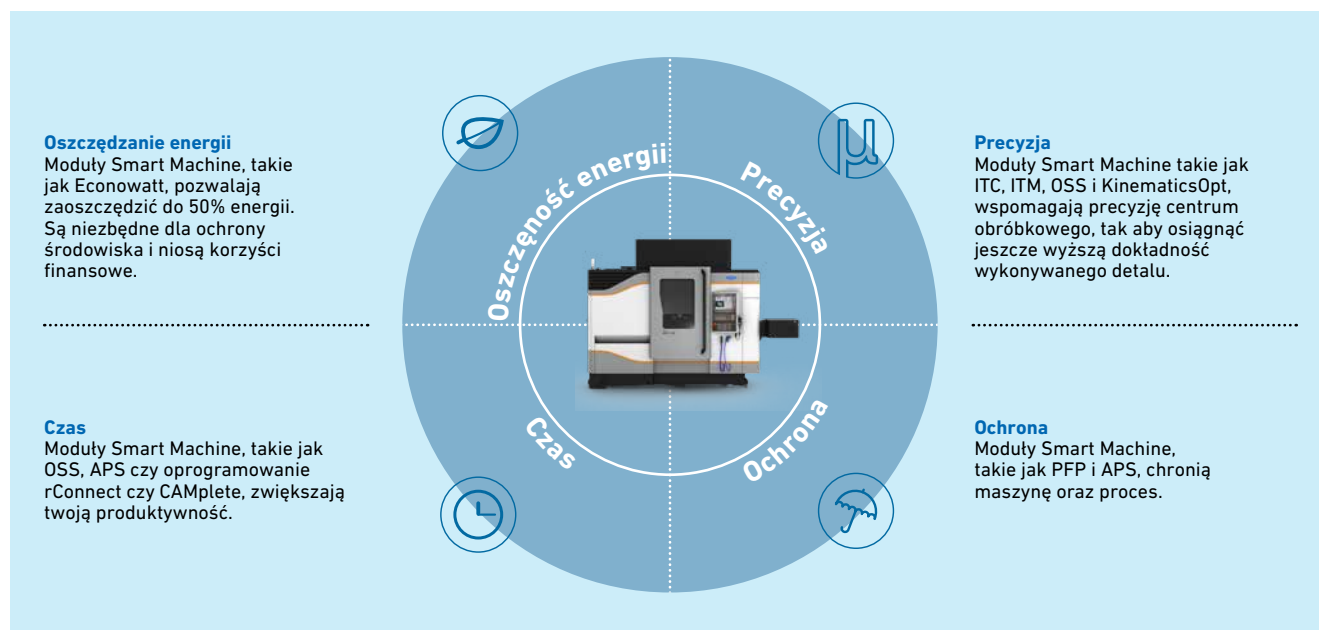 Oszczędzanie energii
Moduły Smart Machine, takie
jak Econowatt, pozwalają
zaoszczędzić do 50% energii.
Są niezbędne dla ochrony
środowiska i niosą korzyści
finansowe.
Czas
Moduły Smart Machine, takie jak
OSS, APS czy oprogramowanie
rConnect czy CAMplete, zwiększają
twoją produktywność.
Oszczęność energii
Precyzja
Czas
Ochrona
µ
Precyzja
Moduły Smart Machine takie jak
ITC, ITM, OSS i KinematicsOpt,
wspomagają precyzję centrum
obróbkowego, tak aby osiągnąć
jeszcze wyższą dokładność
wykonywanego detalu.
Ochrona
Moduły Smart Machine,
takie jak PFP i APS, chronią
maszynę oraz proces.